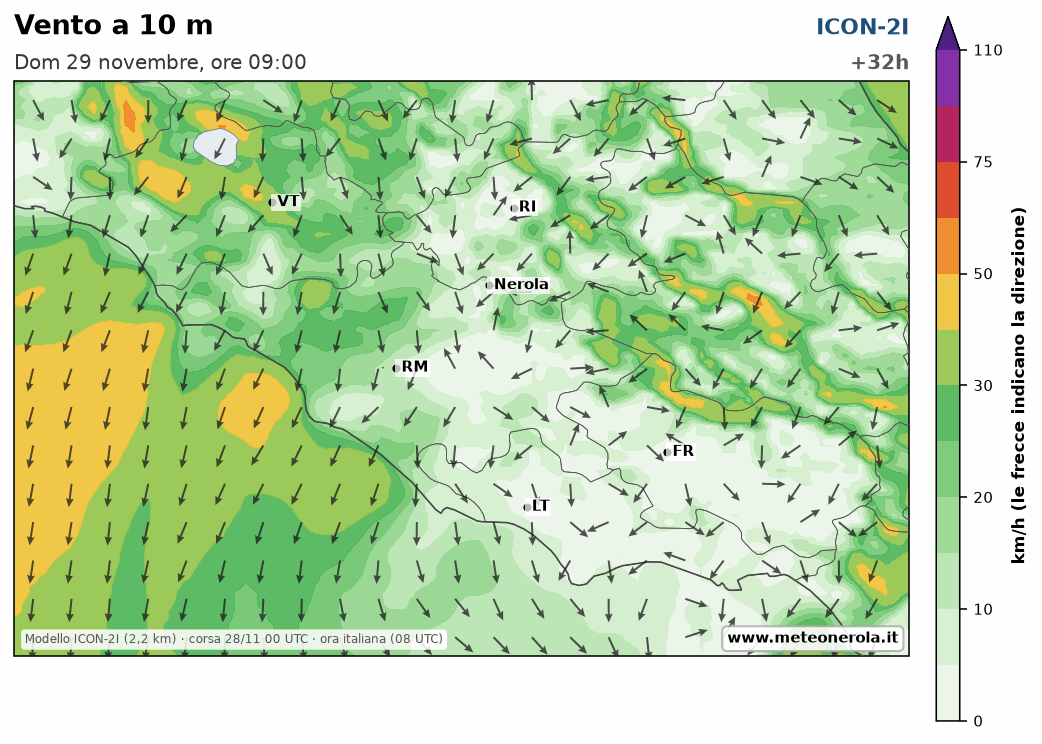 Vento a 10 m
ICON-2I
Dom 29 novembre, ore 09:00
+32h
110
75
50
30
20
10
0
km/h (le frecce indicano la direzione)
VT
RI
Nerola
RM
FR
LT
Modello ICON-2I (2,2 km) · corsa 28/11 00 UTC · ora italiana (08 UTC)
www.meteonerola.it